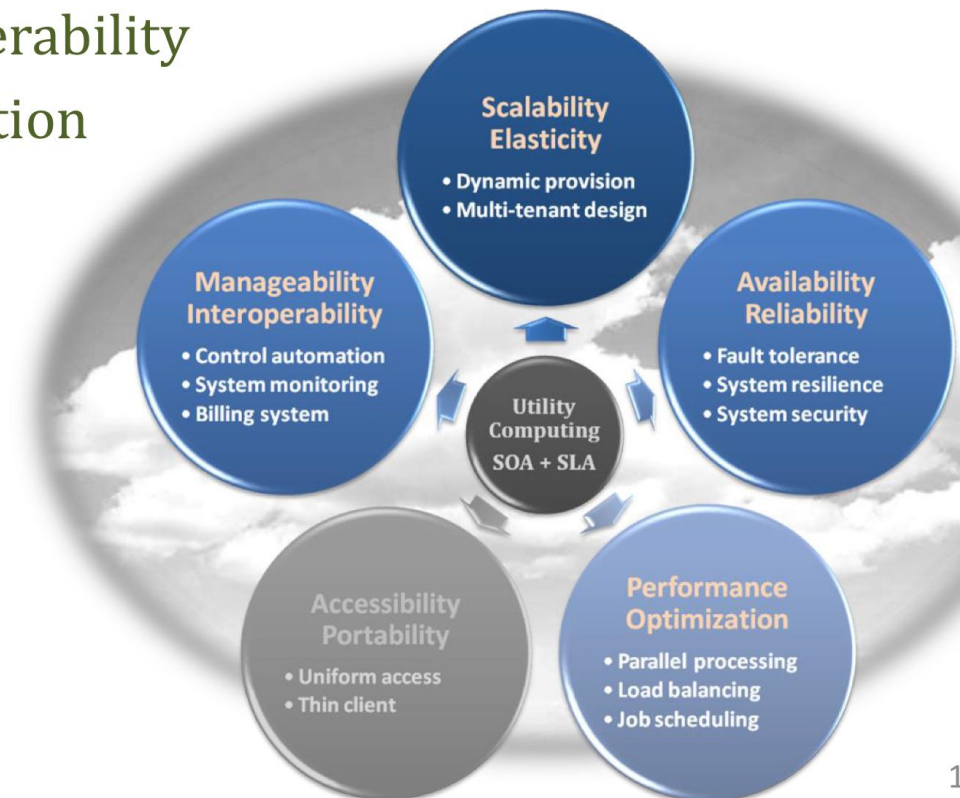 erability
tion
Scalability
Elasticity
• Dynamic provision
• Multi-tenant design
Manageability
Interoperability
• Control automation
• System monitoring
• Billing system
Availability
Reliability
• Fault tolerance
• System resilience
• System security
Utility
Computing
SOA + SLA
Accessibility
Portability
• Uniform access
• Thin client
Performance
Optimization
• Parallel processing
• Load balancing
• Job scheduling
1